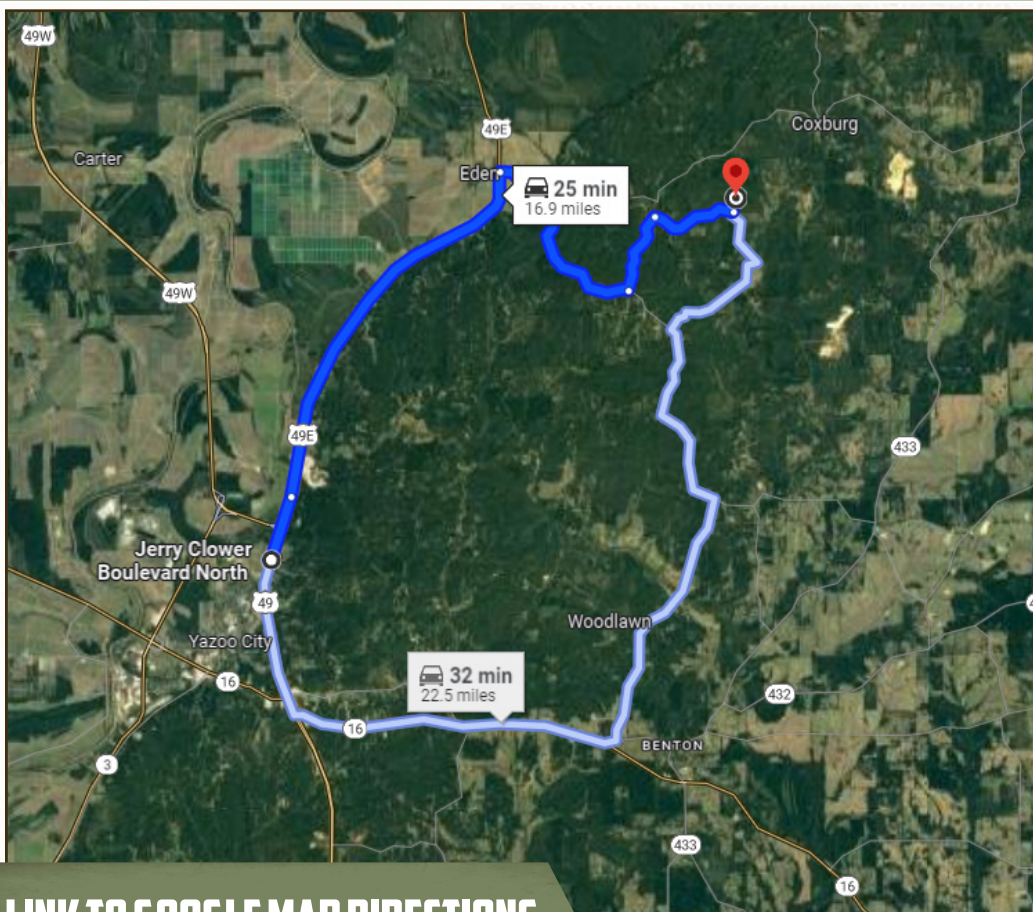 49W
49E
Coxburg
Carter
Eden
25 min
16.9 miles
49W
49E
433
Jerry Clower
Boulevard North
49
Woodlawn
Yazoo City
32 min
22.5 miles
16
432
16
BENTON
3
433
16
LINK TO GOOGLE MAP DIRECTIONS